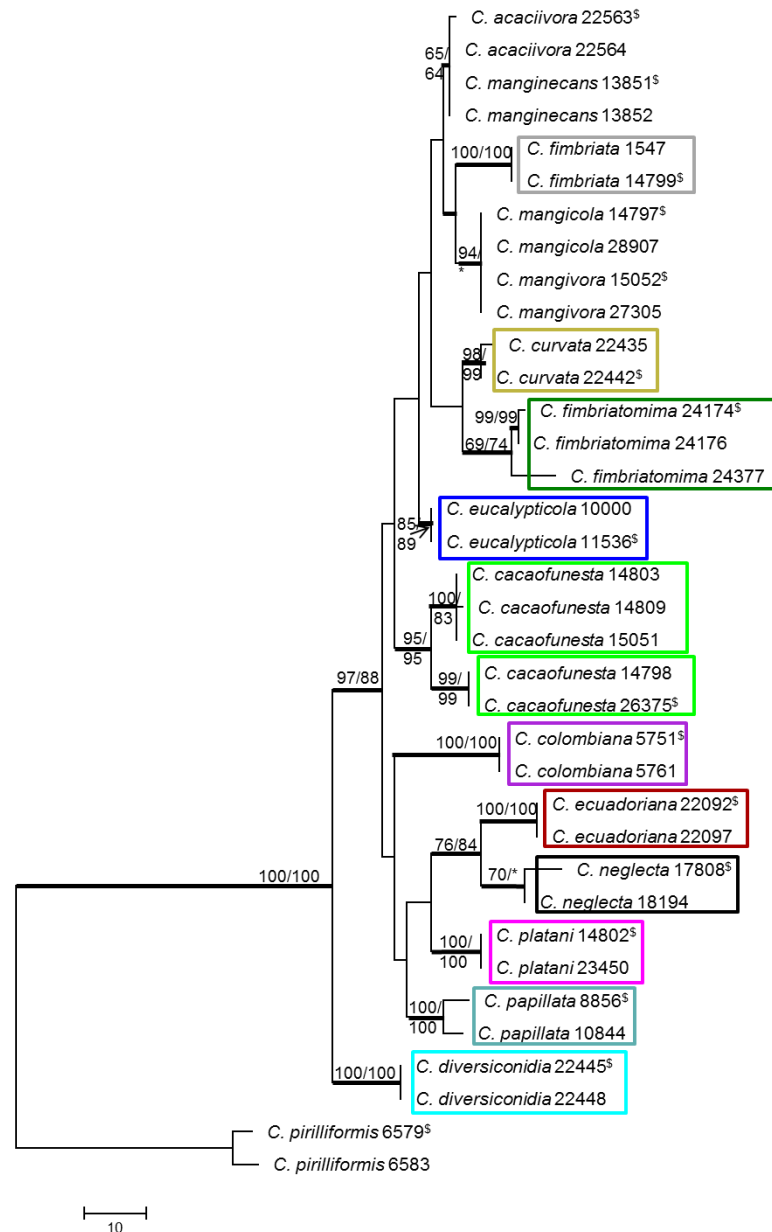 C. acaciivora 22563$
65/
64
C. acaciivora 22564
C. manginecans 13851$
C. manginecans 13852
100/100
C. fimbriata 1547
C. fimbriata 14799$
C. mangicola 14797$
C. mangicola 28907
94/
*
C. mangivora 15052$
C. mangivora 27305
98/
99
C. curvata 22435
C. curvata 22442$
99/99
C. fimbriatomima 24174$
C. fimbriatomima 24176
69/74
C. fimbriatomima 24377
85/
89
C. eucalypticola 10000
C. eucalypticola 11536$
C. cacaofunesta 14803
100/
83
C. cacaofunesta 14809
C. cacaofunesta 15051
95/
95
C. cacaofunesta 14798
99/
99
C. cacaofunesta 26375$
97/88
100/100
C. colombiana 5751$
C. colombiana 5761
100/100
C. ecuadoriana 22092$
C. ecuadoriana 22097
76/84
70/*
C. neglecta 17808$
C. neglecta 18194
100/100
100/
100
C. platani 14802$
C. platani 23450
100/
100
C. papillata 8856$
C. papillata 10844
100/100
C. diversiconidia 22445$
C. diversiconidia 22448
C. pirilliformis 6579$
C. pirilliformis 6583
10